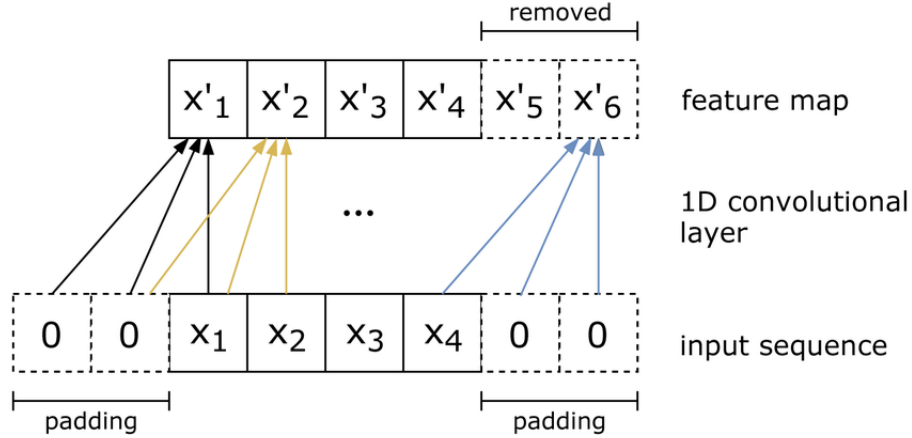 removed
x'1 x'2 x'3 x'4 x'5 x'6 feature map
... 1D convolutional
layer
0 0 x1 x2 x3 x4 0 0 input sequence
padding padding